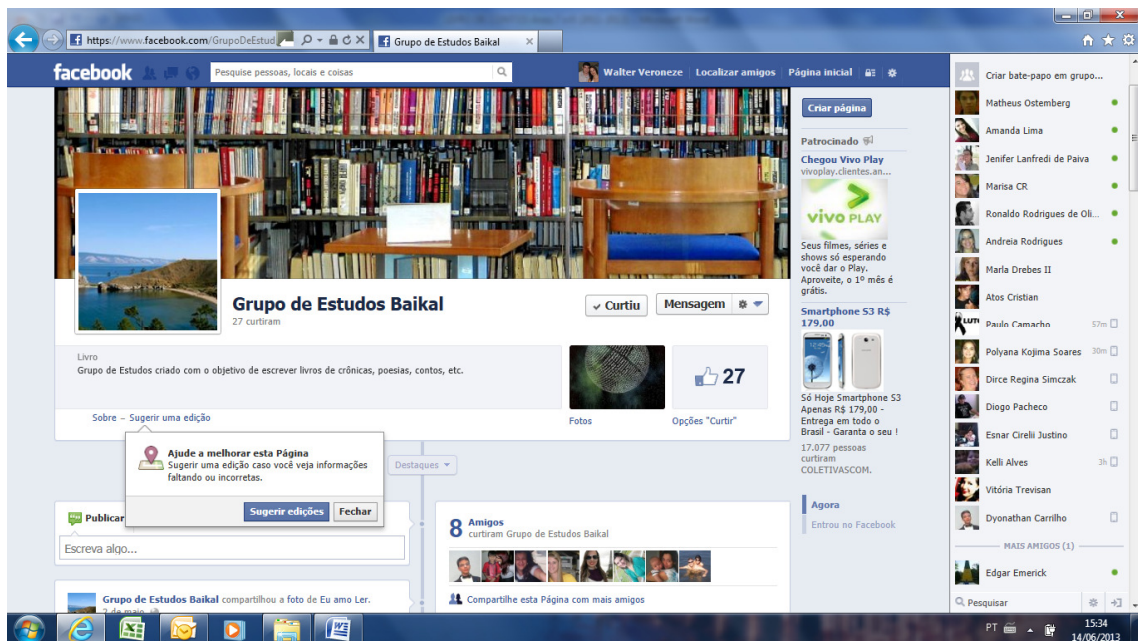 https://www.facebook.com/GrupoDeEstud
Grupo de Estudos Baikal
facebook
Pesquise pessoas, locais e coisas
Walter Veroneze
Localizar amigos
Página inicial
Grupo de Estudos Baikal
27 curtiram
Curtiu
Mensagem
Livro
Grupo de Estudos criado com o objetivo de escrever livros de crônicas, poesias, contos, etc.
27
Sobre – Sugerir uma edição
Fotos
Opções "Curtir"
Ajude a melhorar esta Página
Sugerir uma edição caso você veja informações
faltando ou incorretas.
Sugerir edições
Fechar
Destaques
Publicar
Escreva algo...
Grupo de Estudos Baikal compartilhou a foto de Eu amo Ler.
2 de maio
8
Amigos
curtiram Grupo de Estudos Baikal
Compartilhe esta Página com mais amigos
Criar página
Patrocinado
Chegou Vivo Play
vivoplay.clientes.an...
vivo PLAY
Seus filmes, séries e
shows só esperando
você dar o Play.
Aproveite, o 1º mês é
grátis.
Smartphone S3 R$
179,00
Só Hoje Smartphone S3
Apenas R$ 179,00 -
Entrega em todo o
Brasil - Garanta o seu !
17.077 pessoas
curtiram
COLETIVASCOM.
Agora
Entrou no Facebook
Criar bate-papo em grupo...
Matheus Ostemberg
Amanda Lima
Jenifer Lanfredi de Paiva
Marisa CR
Ronaldo Rodrigues de Oli...
Andreia Rodrigues
Marla Drebes II
Atos Cristian
LUTO
Paulo Camacho 57m
Polyana Kojima Soares 30m
Dirce Regina Simczak
Diogo Pacheco
Esnar Cirelii Justino
Kelli Alves 3h
Vitória Trevisan
Dyonathan Carrilho
MAIS AMIGOS (1)
Edgar Emerick
Pesquisar
PT
15:34
14/06/2013